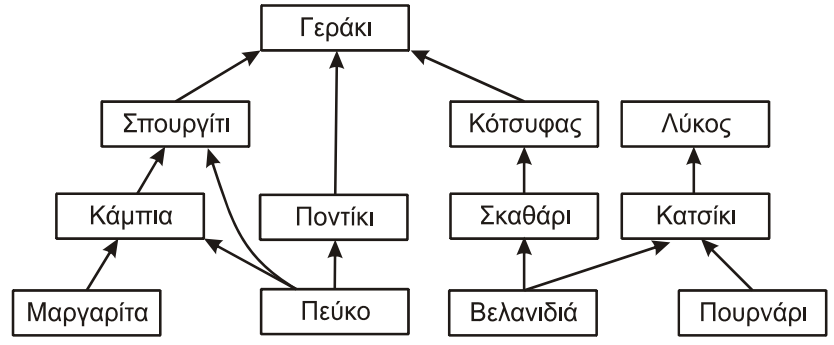 Γεράκι
Σπουργίτι
Κότσυφας
Λύκος
Κάμπια
Ποντίκι
Σκαθάρι
Κατσίκι
Μαργαρίτα
Πεύκο
Βελανιδιά
Πουρνάρι